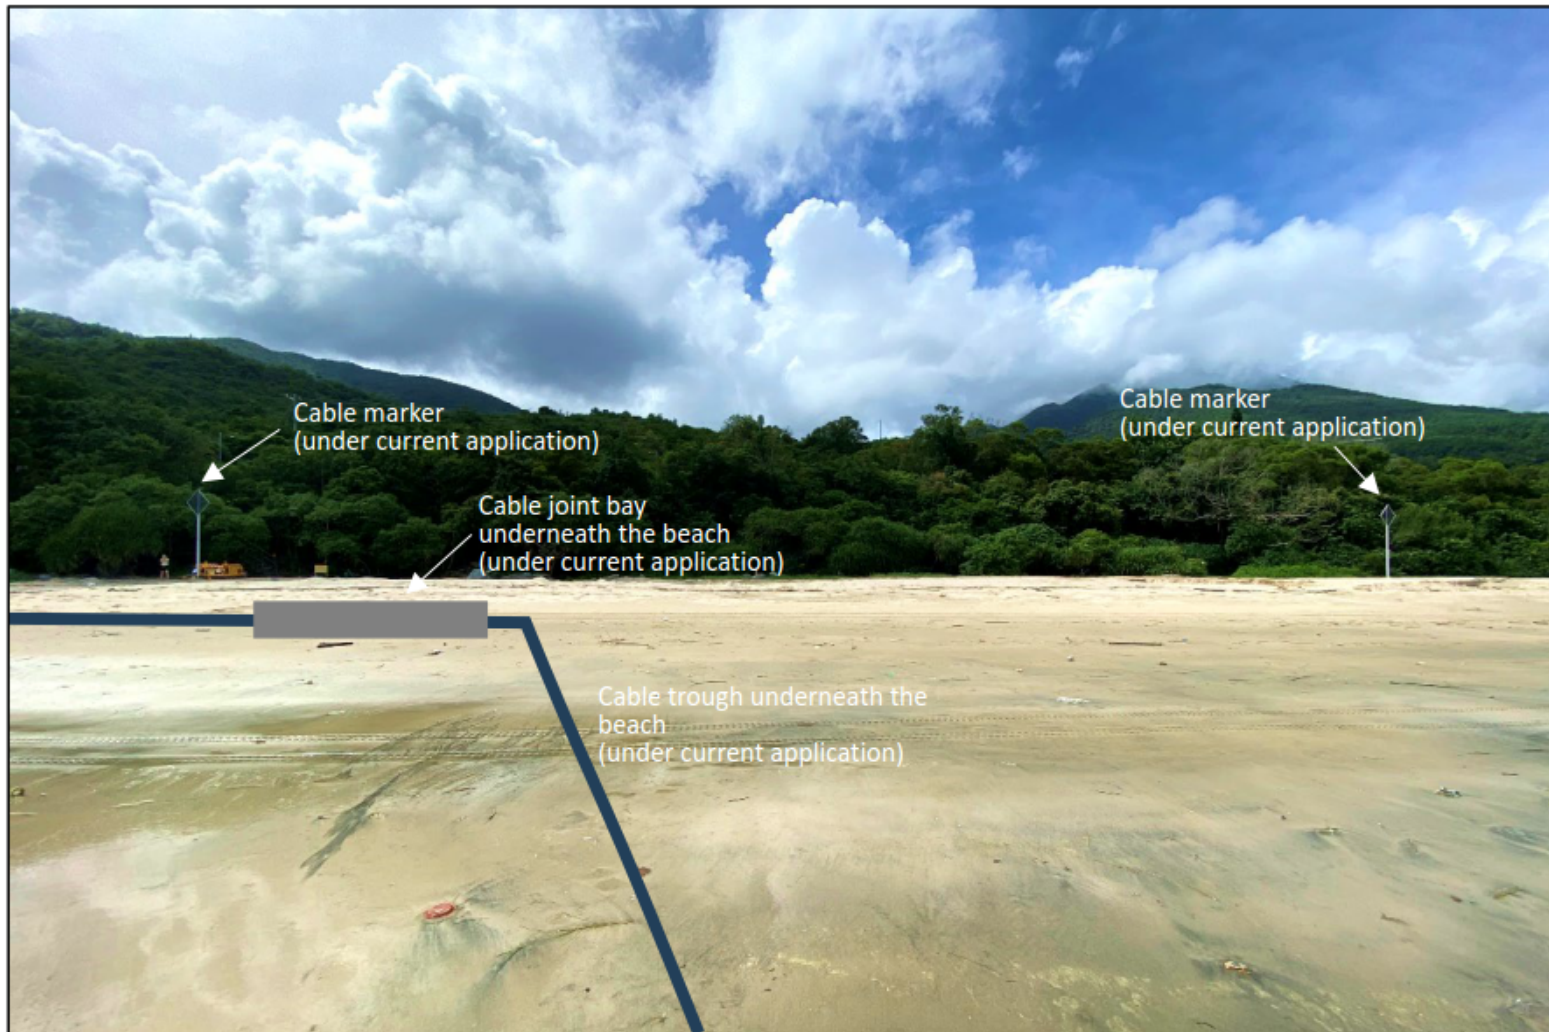 Cable marker
(under current application)
Cable marker
(under current application)
Cable joint bay
underneath the beach
(under current application)
Cable trough underneath the
beach
(under current application)